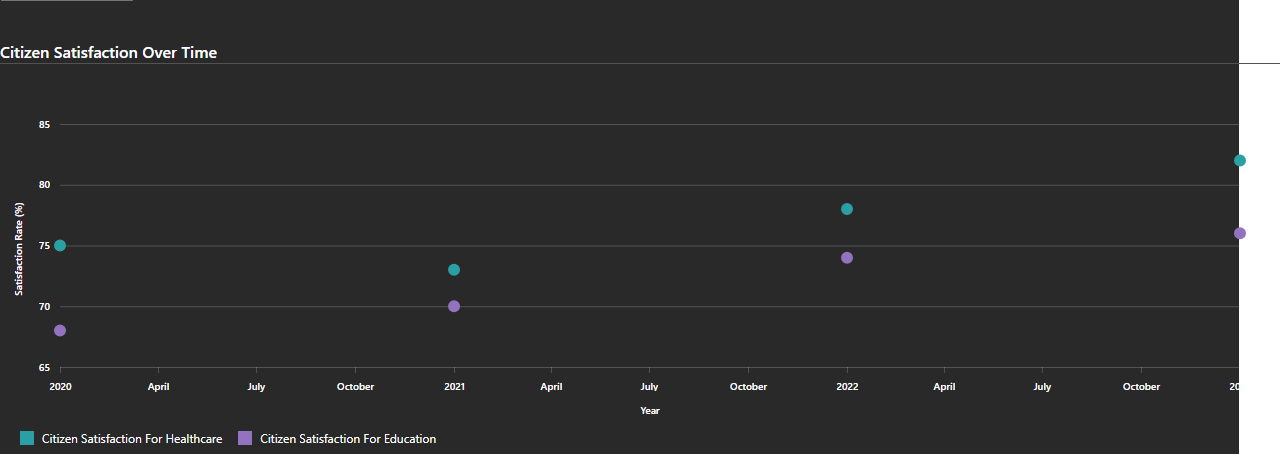 Citizen Satisfaction Over Time
85
80
75
70
65
Satisfaction Rate (%)
2020 April July October 2021 April July October 2022 April July October 20
Year
Citizen Satisfaction For Healthcare Citizen Satisfaction For Education